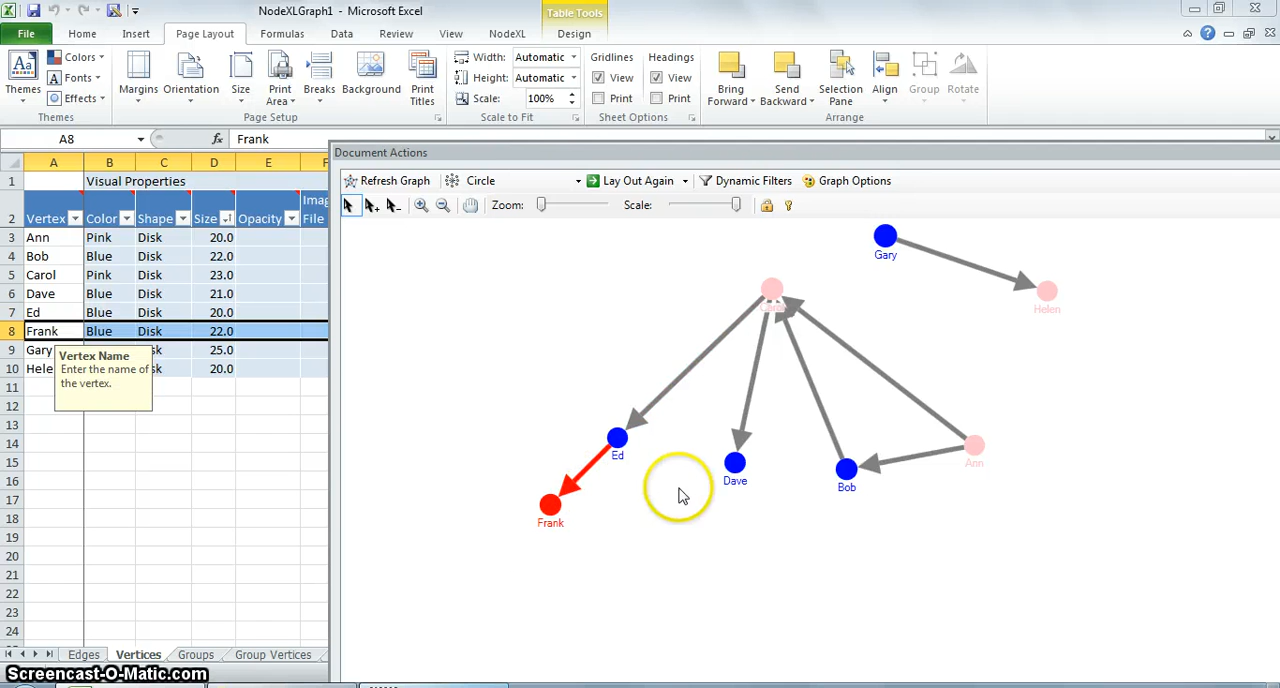 NodeXLGraph1 - Microsoft Excel
Table Tools
File Home Insert Page Layout Formulas Data Review View NodeXL Design
Aa
Themes
Colors
Fonts
Effects
Themes
Margins Orientation Size Print Area Breaks Background Print Titles
Page Setup
Width: Automatic
Height: Automatic
Scale: 100%
Scale to Fit
Gridlines Headings
View View
Print Print
Sheet Options
Bring Forward Send Backward Selection Pane Align Group Rotate
Arrange
A8 fx Frank
Document Actions
A B C D E F
Refresh Graph Circle Lay Out Again Dynamic Filters Graph Options
Zoom: Scale:
1 Visual Properties
Imag
2 Vertex Color Shape Size Opacity File
3 Ann Pink Disk 20.0
4 Bob Blue Disk 22.0
5 Carol Pink Disk 23.0
6 Dave Blue Disk 21.0
7 Ed Blue Disk 20.0
8 Frank Blue Disk 22.0
9 Gary sk 25.0
10 Hele sk 20.0
Vertex Name
Enter the name of
the vertex.
11
12
13
14
15
16
17
18
19
20
21
22
23
24
Gary
Helen
Carol
Ed
Dave
Bob
Ann
Frank
Edges Vertices Groups Group Vertices
Screencast-O-Matic.com